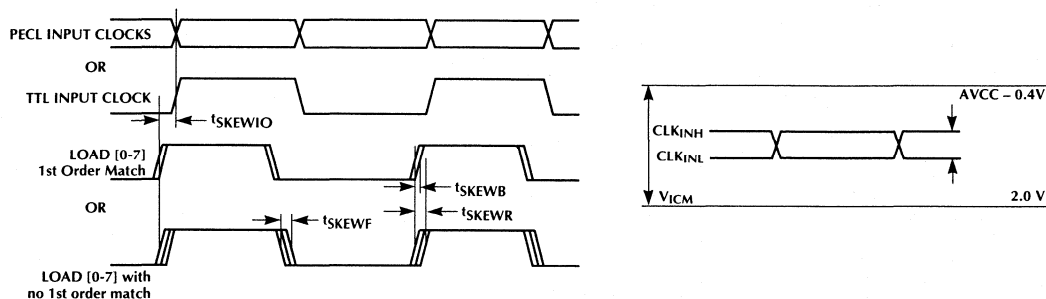 PECL INPUT CLOCKS
OR
TTL INPUT CLOCK
tSKEWIO
LOAD [0-7]
1st Order Match
tSKEWB
OR
tSKEWF
tSKEWR
LOAD [0-7] with
no 1st order match
AVCC – 0.4V
CLKINH
CLKINL
VICM
2.0 V